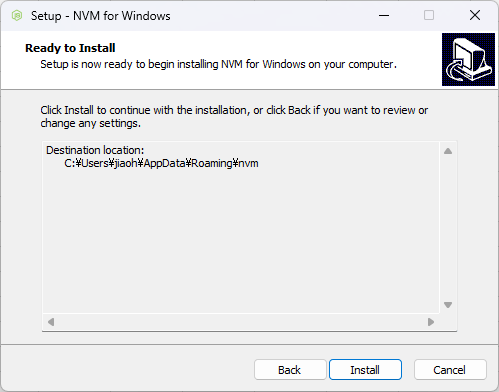 Setup - NVM for Windows
Ready to Install
Setup is now ready to begin installing NVM for Windows on your computer.
Click Install to continue with the installation, or click Back if you want to review or
change any settings.
Destination location:
C:¥Users¥jiaoh¥AppData¥Roaming¥nvm
Back
Install
Cancel